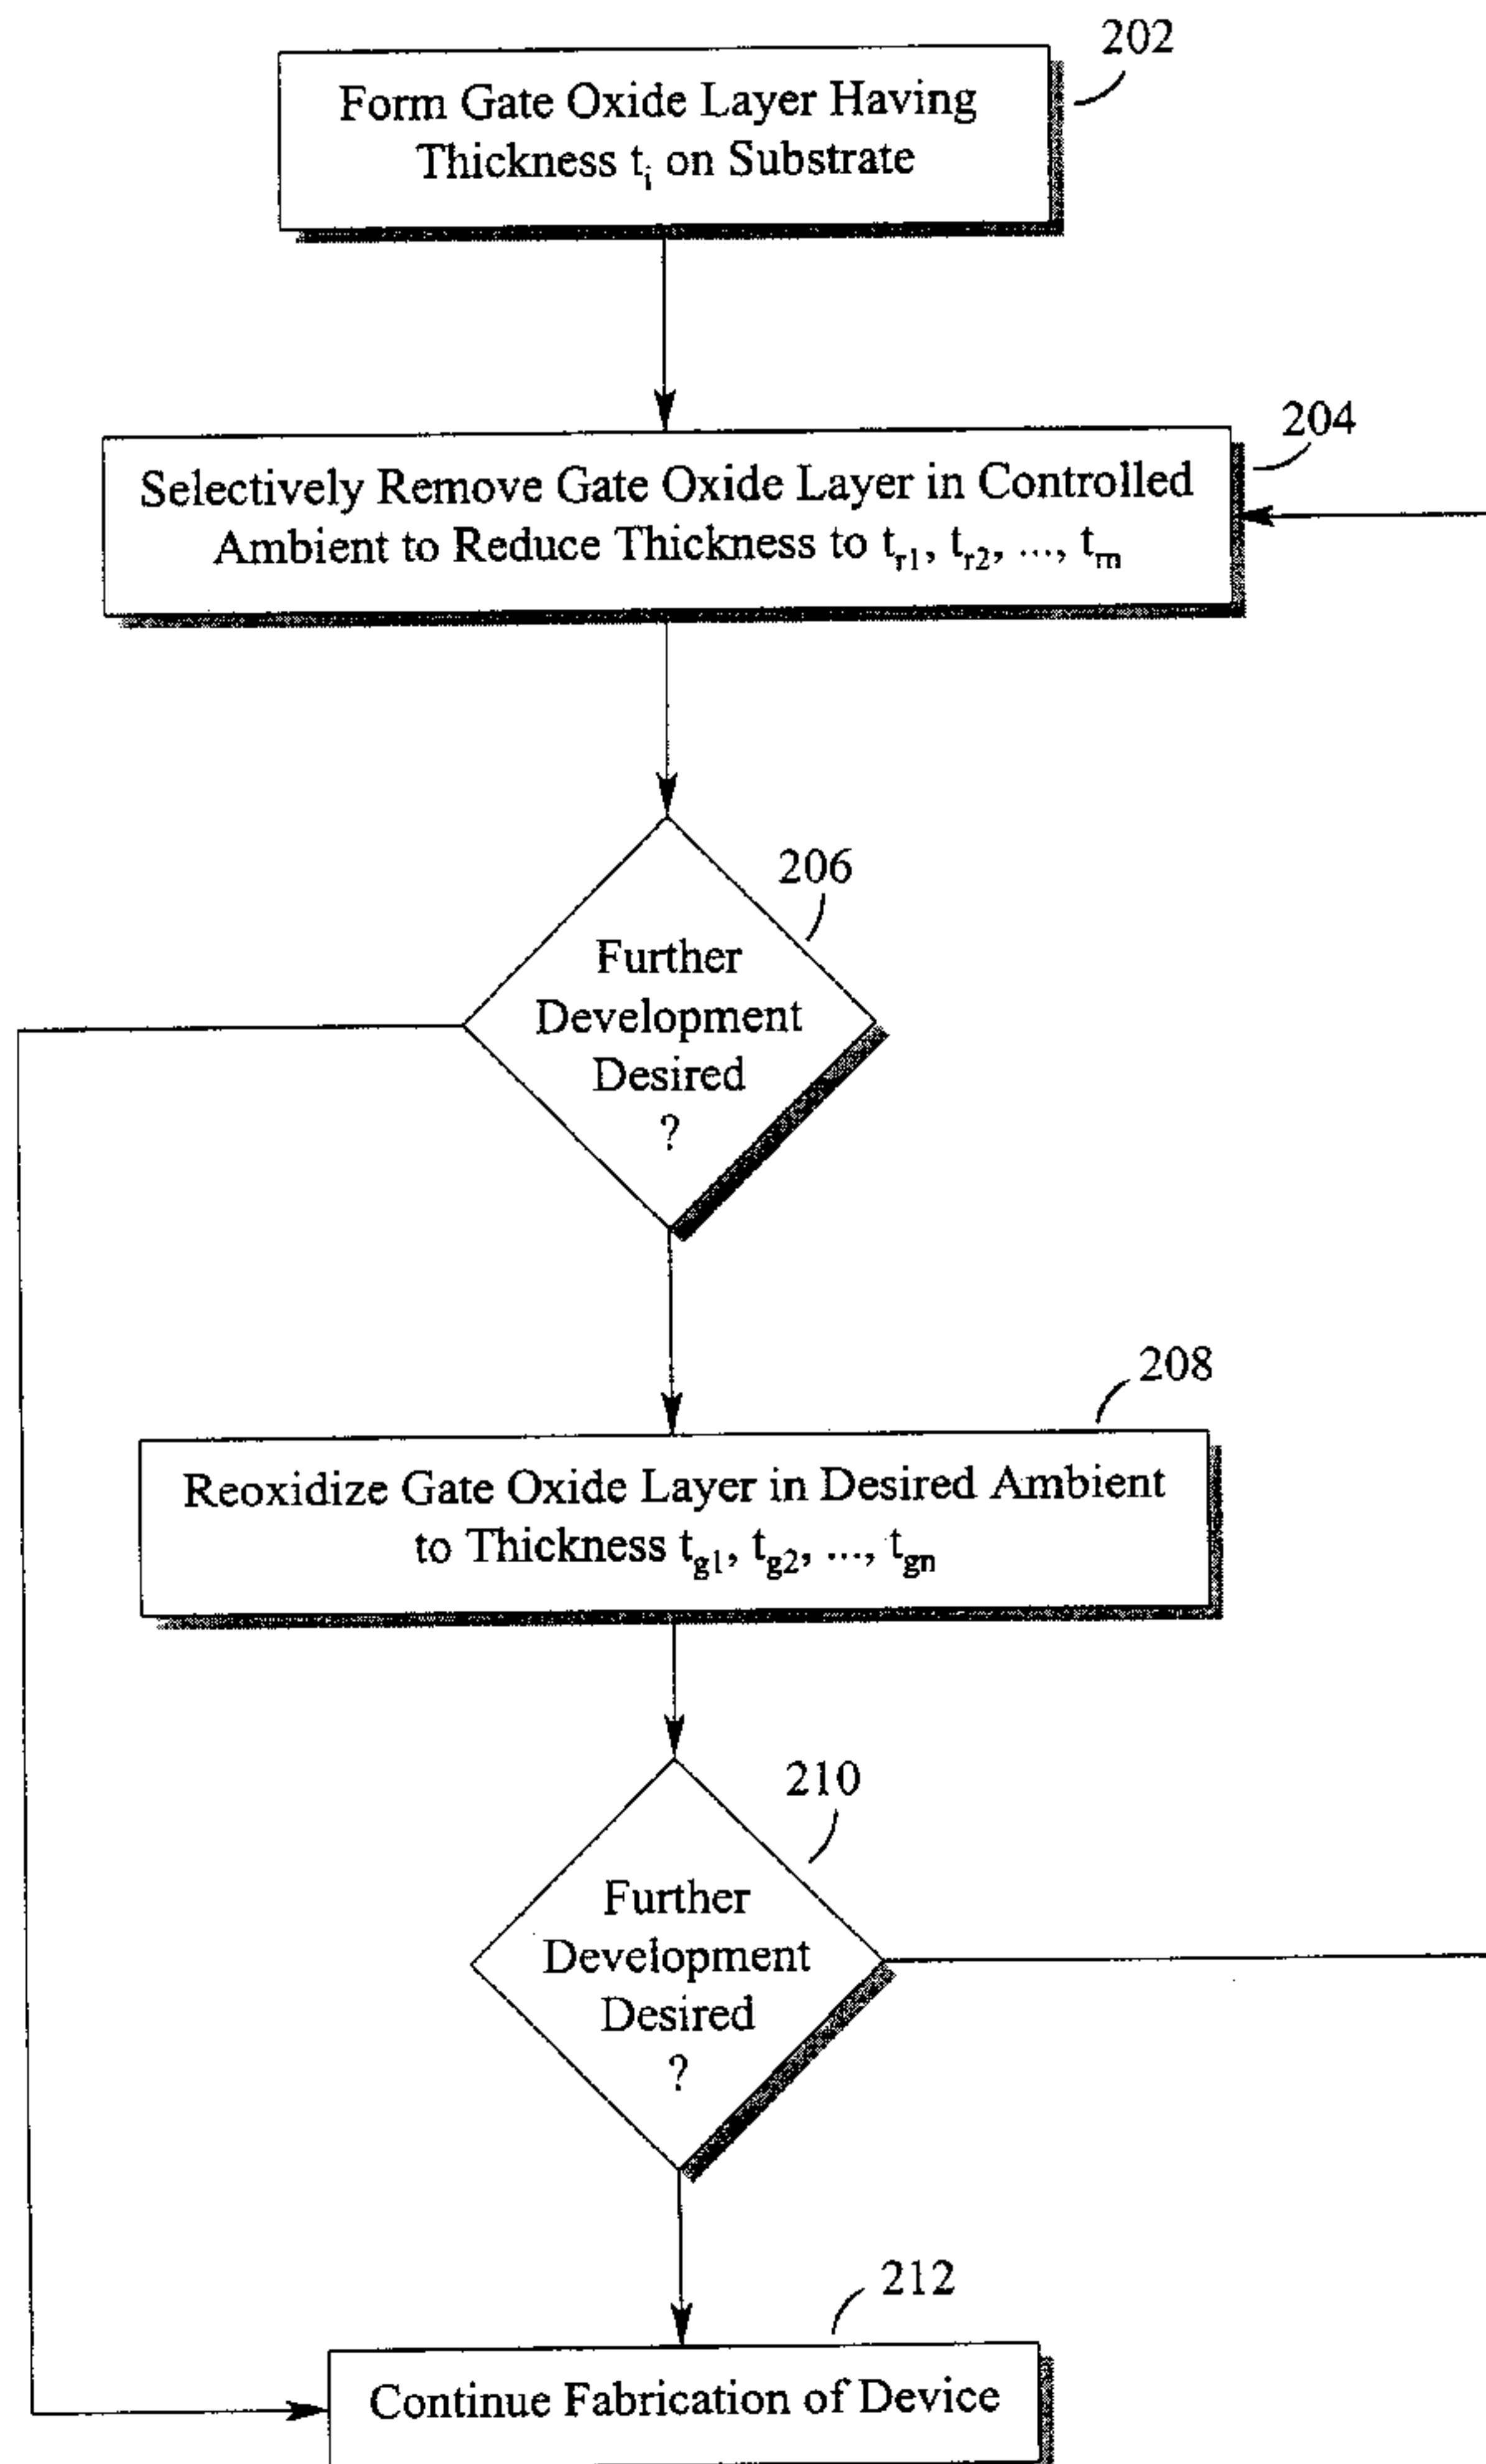 202
Form Gate Oxide Layer Having
Thickness tᵢ on Substrate
204
Selectively Remove Gate Oxide Layer in Controlled
Ambient to Reduce Thickness to t_r1, t_r2, ..., t_rn
206
Further
Development
Desired
?
208
Reoxidize Gate Oxide Layer in Desired Ambient
to Thickness t_g1, t_g2, ..., t_gn
210
Further
Development
Desired
?
212
Continue Fabrication of Device